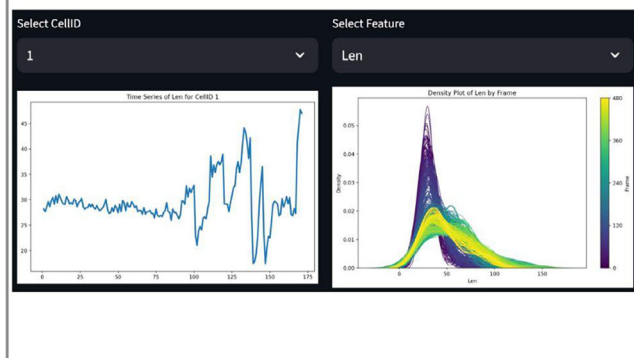 Select CellID
Select Feature
1
Len
Time Series of Len for CellID 1
45
40
35
30
25
20
0 25 50 75 100 125 150 175
Density Plot of Len by Frame
0.05
0.04
0.03
0.02
0.01
0.00
Density
0 50 100 150
Len
480
360
240
120
0
Frame